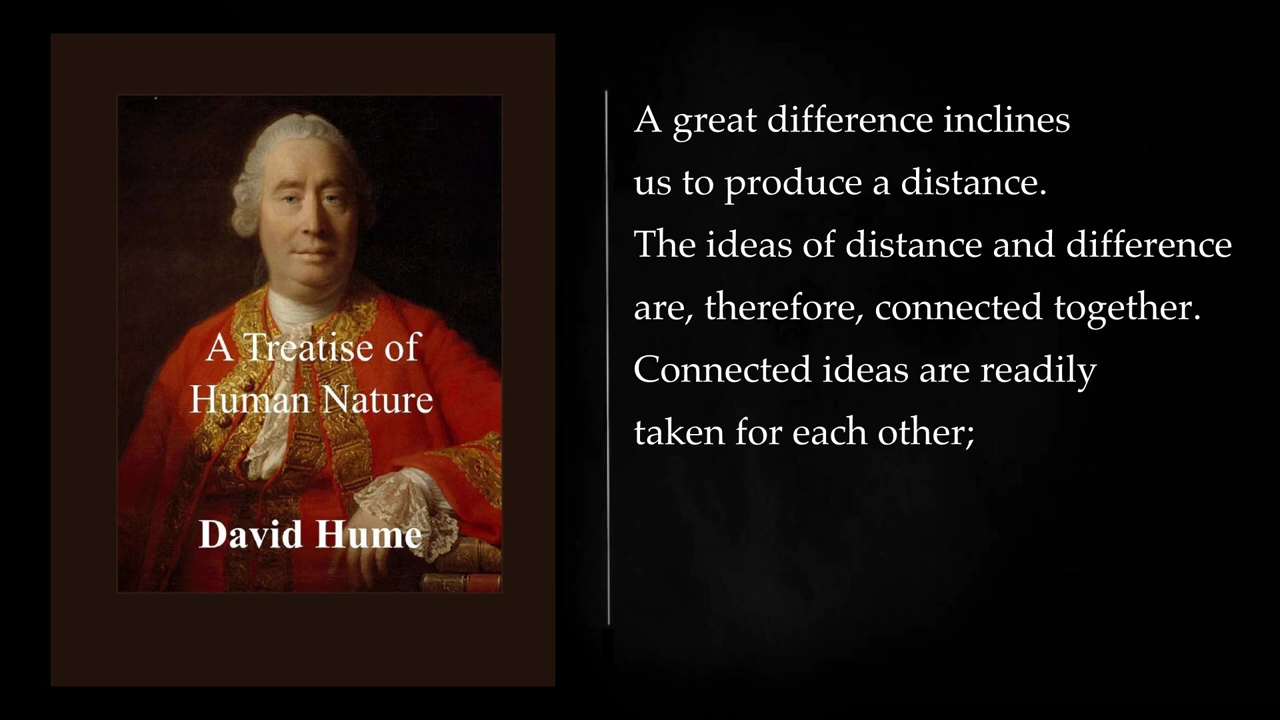 A Treatise of
Human Nature
David Hume
A great difference inclines
us to produce a distance.
The ideas of distance and difference
are, therefore, connected together.
Connected ideas are readily
taken for each other;